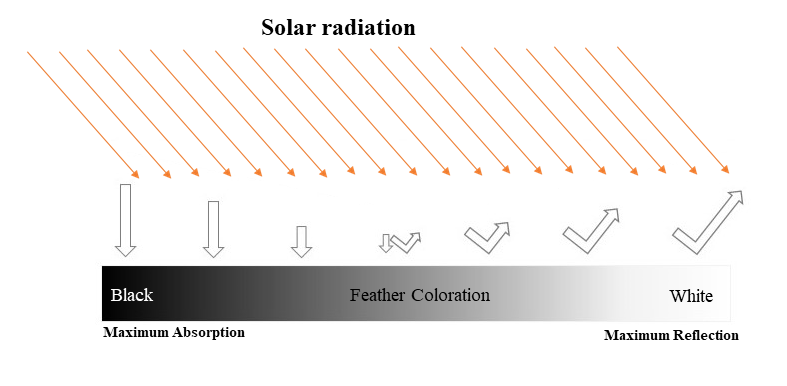 Solar radiation
Black
Feather Coloration
White
Maximum Absorption
Maximum Reflection